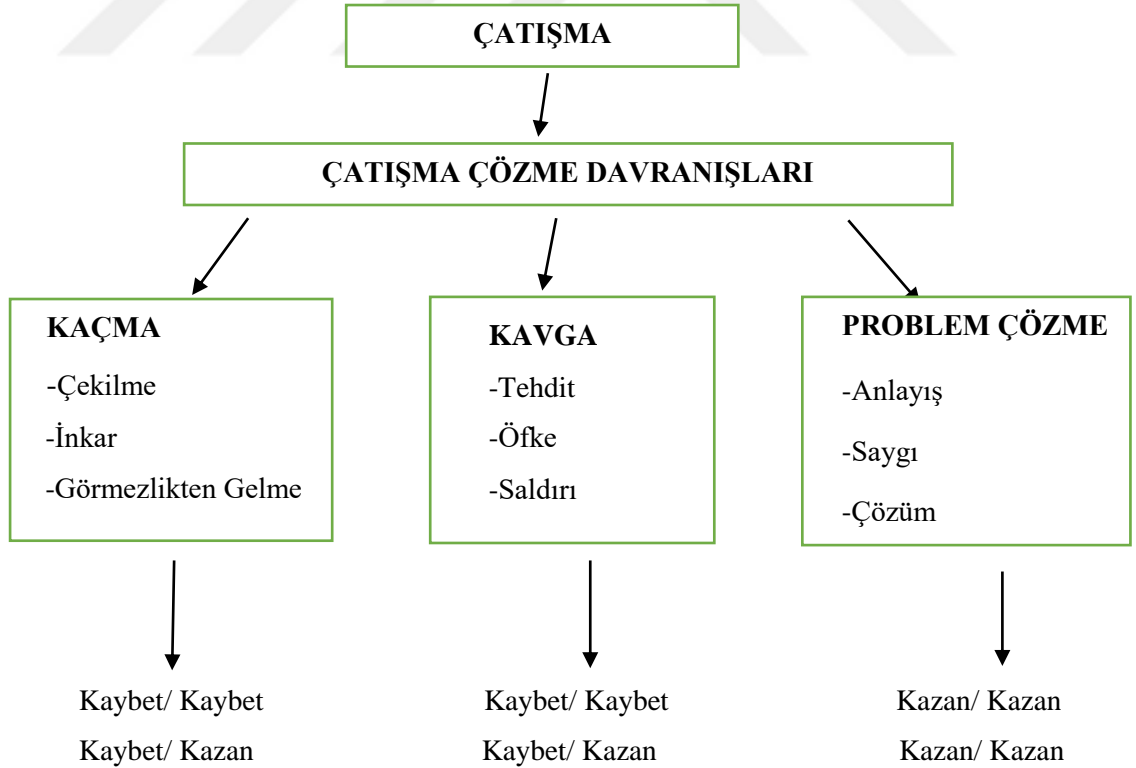 ÇATIŞMA
ÇATIŞMA ÇÖZME DAVRANIŞLARI
KAÇMA
-Çekilme
-İnkar
-Görmezlikten Gelme
KAVGA
-Tehdit
-Öfke
-Saldırı
PROBLEM ÇÖZME
-Anlayış
-Saygı
-Çözüm
Kaybet/ Kaybet
Kaybet/ Kazan
Kaybet/ Kaybet
Kaybet/ Kazan
Kazan/ Kazan
Kazan/ Kazan